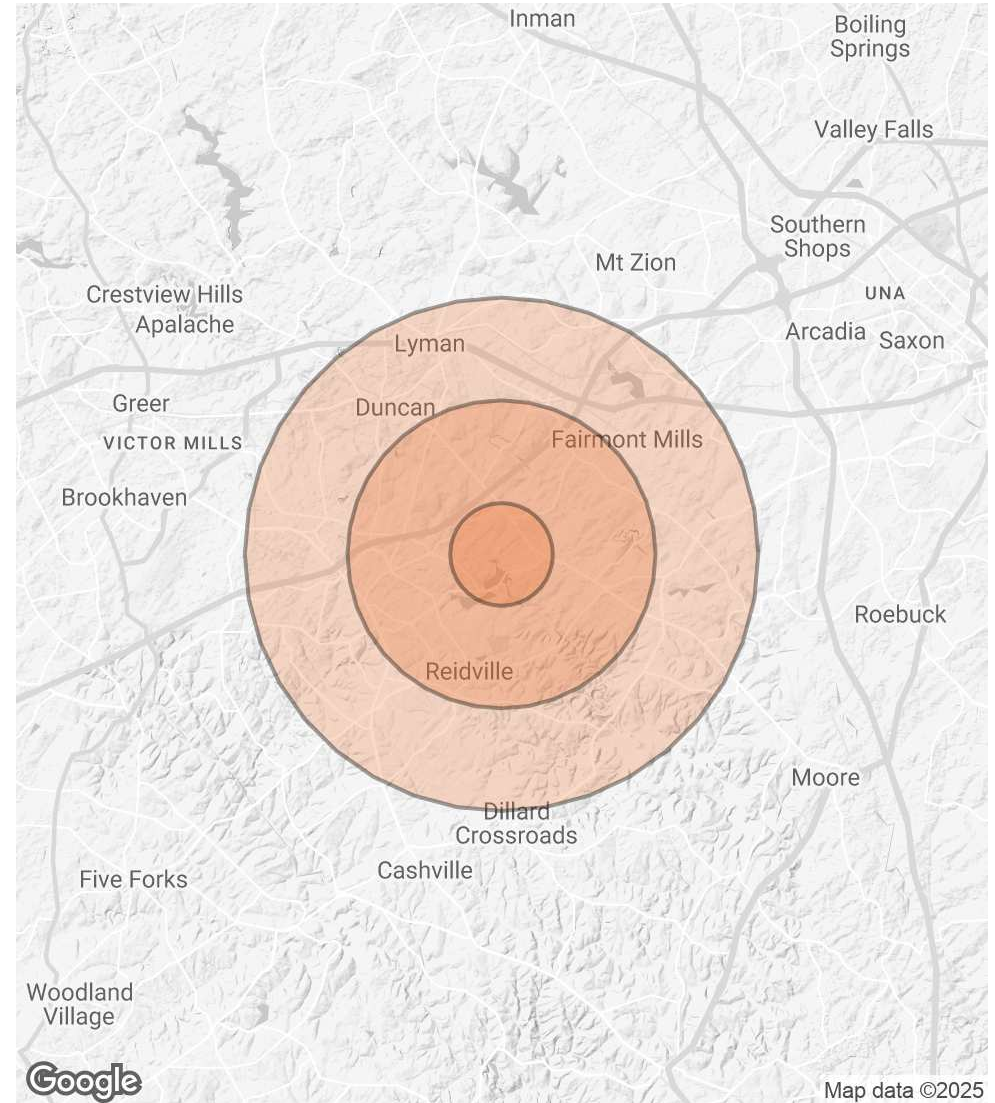 Inman
Boiling
Springs
Valley Falls
Southern
Shops
Mt Zion
UNA
Crestview Hills
Apalache
Arcadia
Saxon
Lyman
Greer
Duncan
VICTOR MILLS
Fairmont Mills
Brookhaven
Roebuck
Reidville
Moore
Dillard
Crossroads
Cashville
Five Forks
Woodland
Village
Google
Map data ©2025